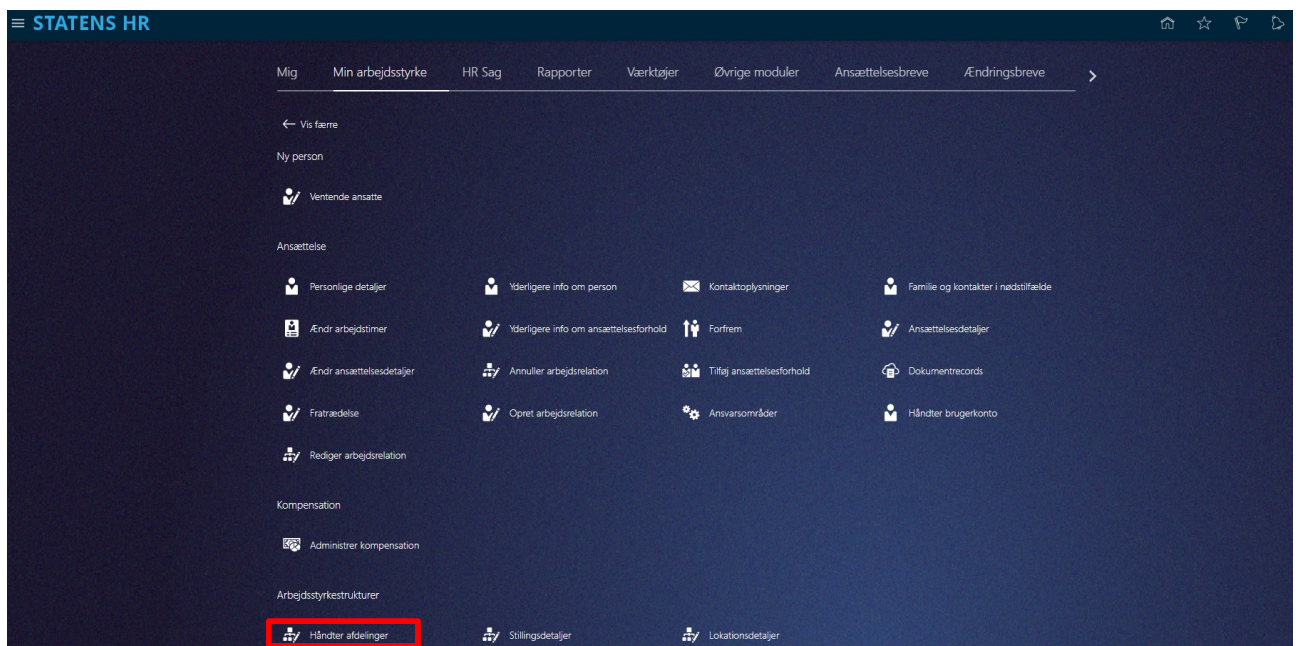 STATENS HR
Mig Min arbejdsstyrke HR Sag Rapporter Værktøjer Øvrige moduler Ansættelsesbreve Ændringsbreve
Vis færre
Ny person
Ventende ansatte
Ansættelse
Personlige detaljer Yderligere info om person Kontaktoplysninger Familie og kontakter i nødstilfælde
Ændr arbejdstimer Yderligere info om ansættelsesforhold Forfrem Ansættelsesdetaljer
Ændr ansættelsesdetaljer Annuller arbejdsrelation Tilføj ansættelsesforhold Dokumentrecords
Fratrædelse Opret arbejdsrelation Ansvarsområder Håndter brugerkonto
Rediger arbejdsrelation
Kompensation
Administrer kompensation
Arbejdsstyrkestrukturer
Håndter afdelinger Stillingsdetaljer Lokationsdetaljer